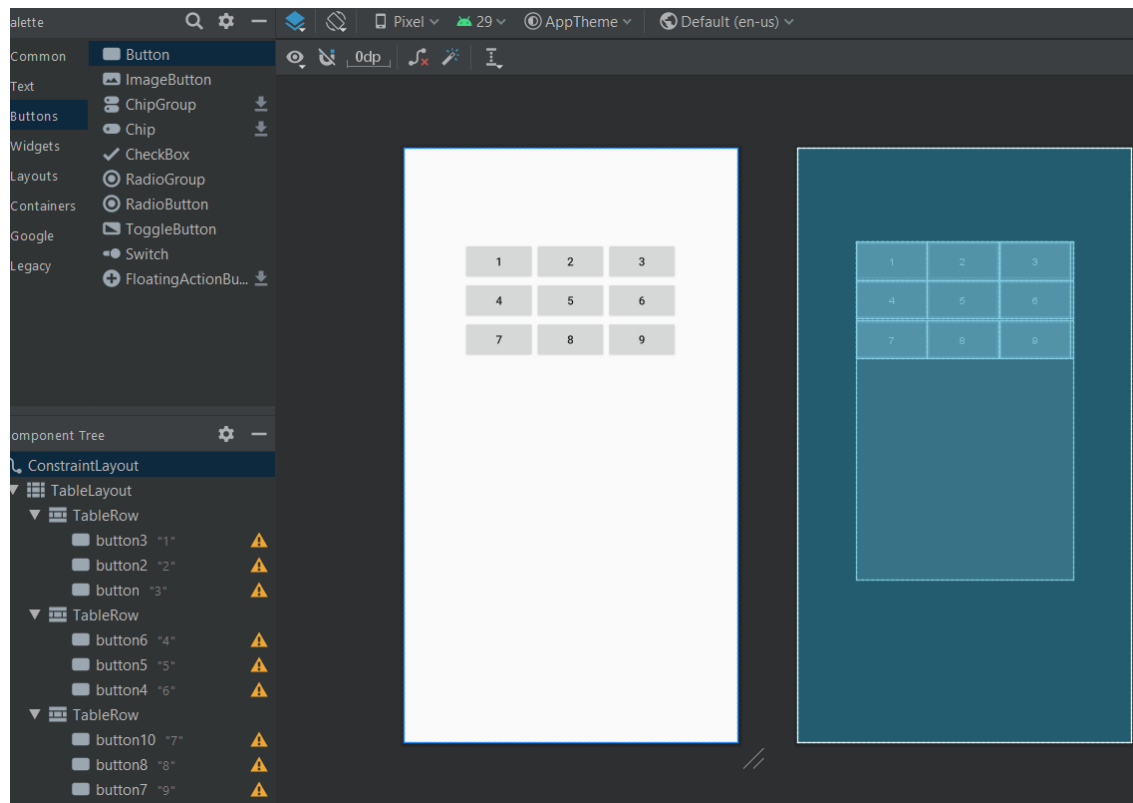 alette
Pixel 29 AppTheme Default (en-us)
Common
Text
Buttons
Widgets
Layouts
Containers
Google
Legacy
Button
ImageButton
ChipGroup
Chip
CheckBox
RadioGroup
RadioButton
ToggleButton
Switch
FloatingActionBu...
0dp
1 2 3
4 5 6
7 8 9
1 2 3
4 5 6
7 8 9
omponent Tree
ConstraintLayout
TableLayout
TableRow
button3 "1"
button2 "2"
button "3"
TableRow
button6 "4"
button5 "5"
button4 "6"
TableRow
button10 "7"
button8 "8"
button7 "9"